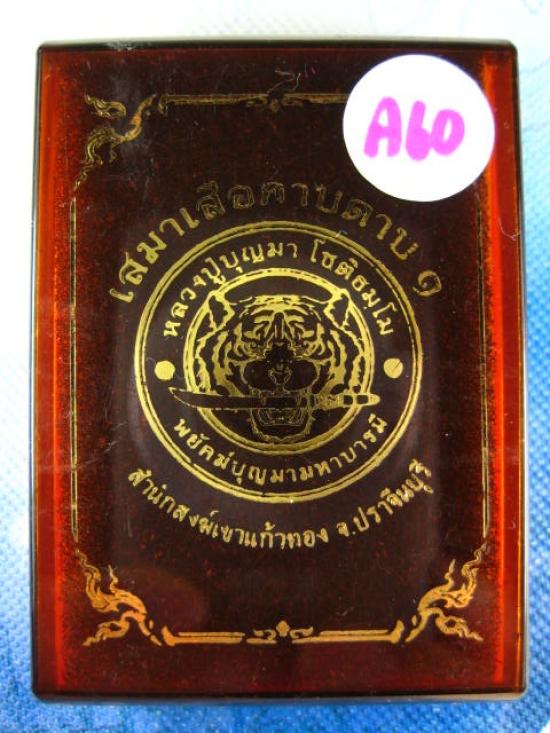 A60
เสมาเสือคาบดาบ ๑
หลวงปู่บุญมา โชติธมฺโม
พยัคฆ์บุญมามหาบารมี
สำนักสงฆ์เขาแก้วทอง จ.ปราจีนบุรี